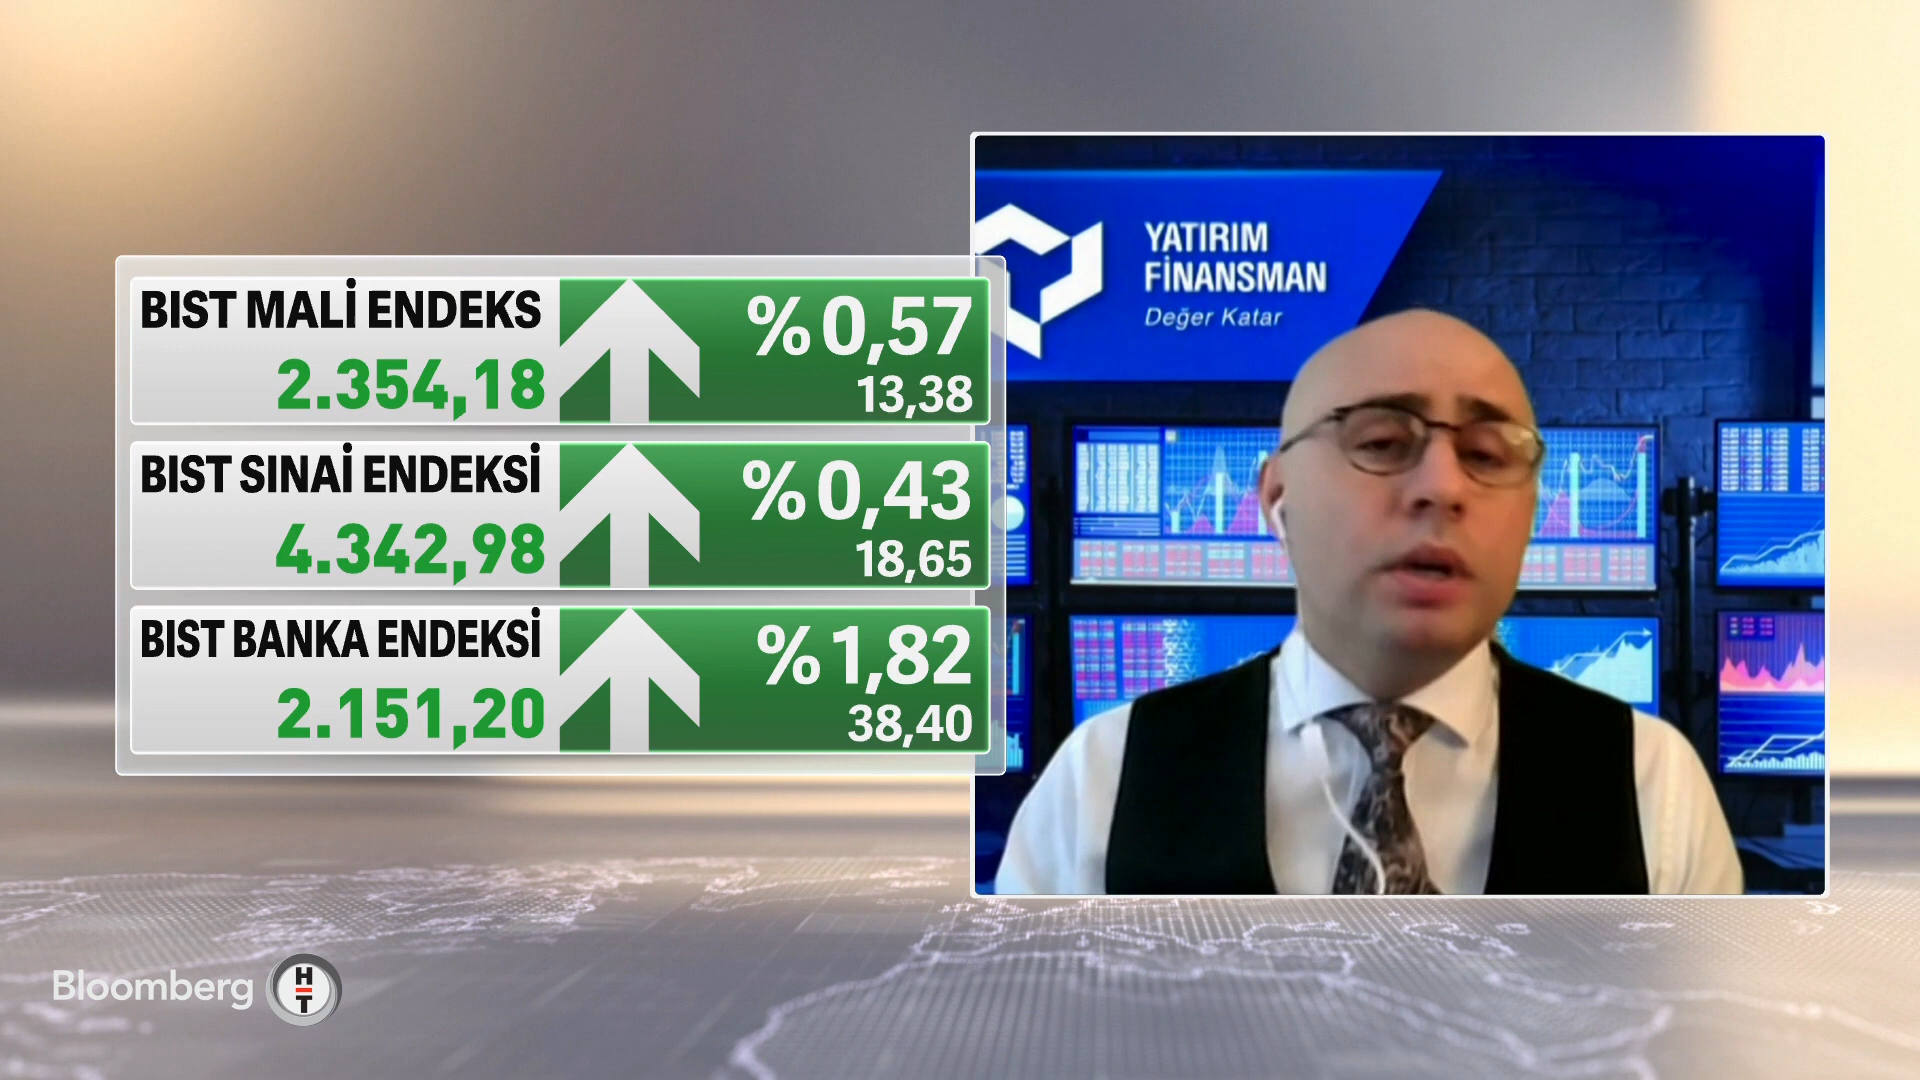 BIST MALİ ENDEKS
2.354,18
%0,57
13,38
BIST SINAİ ENDEKSİ
4.342,98
%0,43
18,65
BIST BANKA ENDEKSİ
2.151,20
%1,82
38,40
YATIRIM
FİNANSMAN
Değer Katar
Bloomberg HT